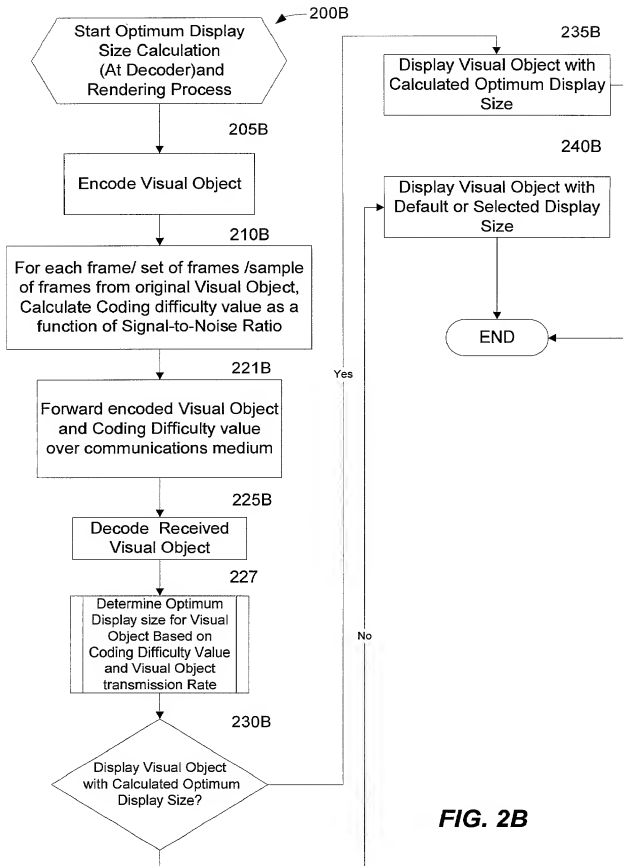 200B
Start Optimum Display
Size Calculation
(At Decoder)and
Rendering Process
205B
Encode Visual Object
210B
For each frame/ set of frames /sample
of frames from original Visual Object,
Calculate Coding difficulty value as a
function of Signal-to-Noise Ratio
221B
Forward encoded Visual Object
and Coding Difficulty value
over communications medium
225B
Decode Received
Visual Object
227
Determine Optimum
Display size for Visual
Object Based on
Coding Difficulty Value
and Visual Object
transmission Rate
230B
Display Visual Object
with Calculated Optimum
Display Size?
Yes
No
235B
Display Visual Object with
Calculated Optimum Display
Size
240B
Display Visual Object with
Default or Selected Display
Size
END
FIG. 2B